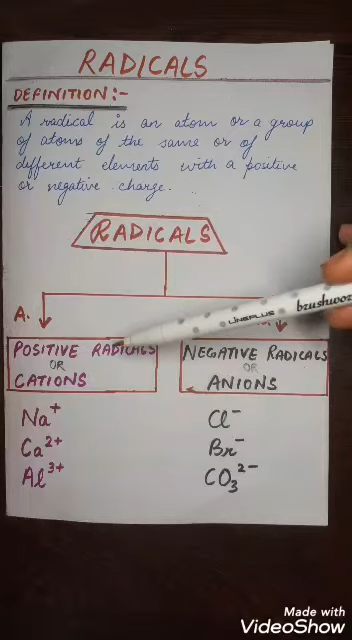 RADICALS
DEFINITION:-
A radical is an atom or a group
of atoms of the same or of
different elements with a positive
or negative charge.
RADICALS
A.
POSITIVE RADICALS
OR
CATIONS
NEGATIVE RADICALS
OR
ANIONS
Na⁺
Ca²⁺
Al³⁺
Cl⁻
Br⁻
CO₃²⁻
LINEPLUS brushwor
Made with
VideoShow